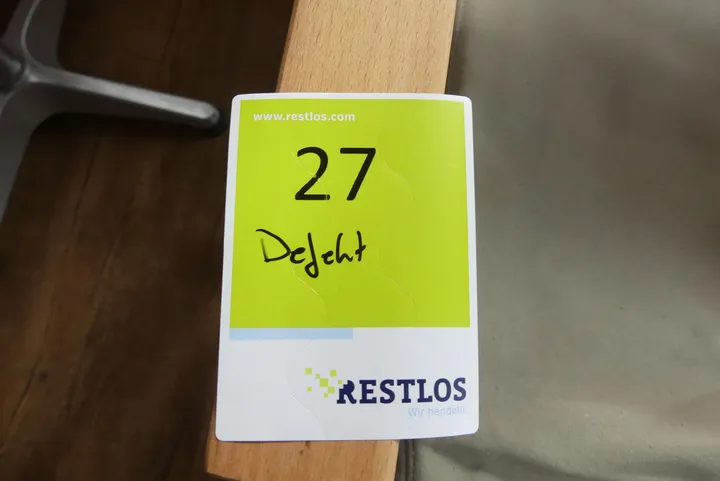 www.restlos.com
27
Defekt
RESTLOS
Wir handeln.